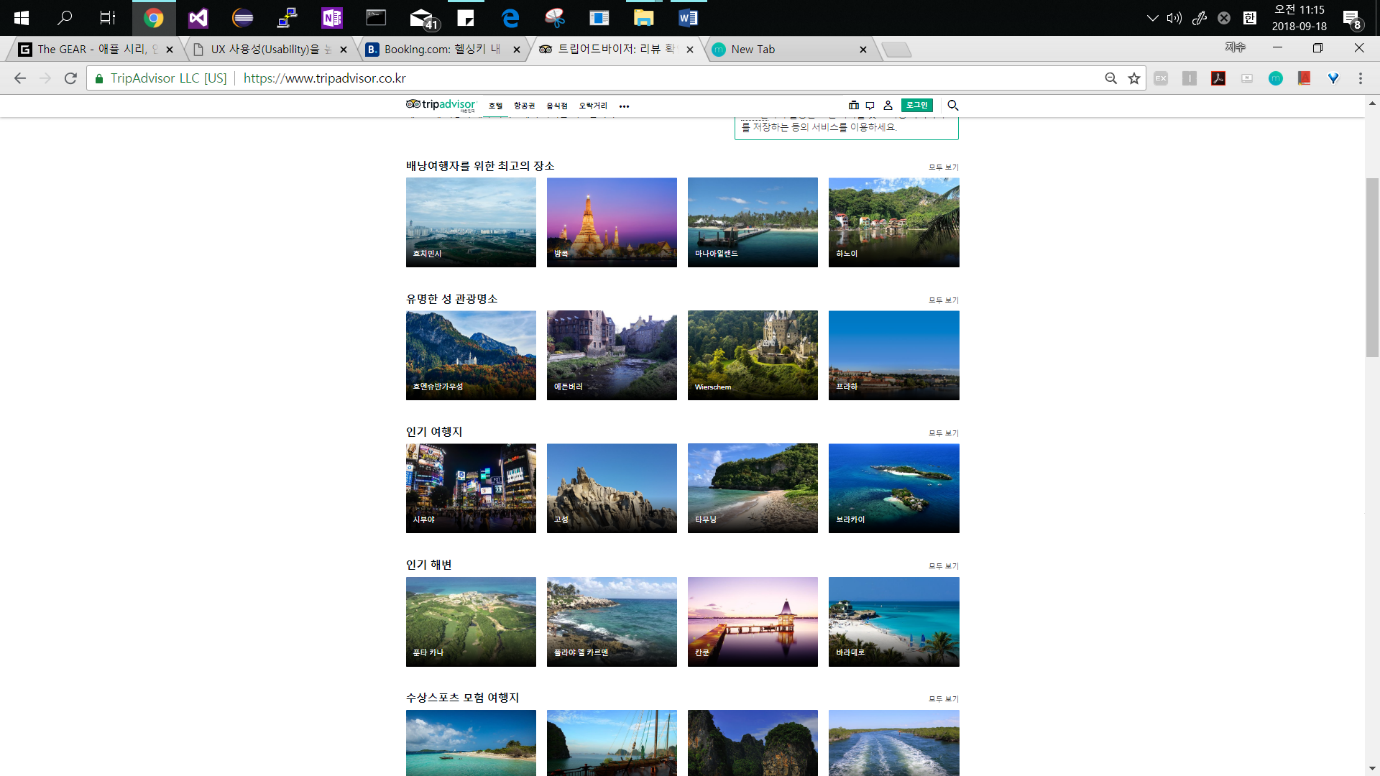 41
오전 11:15
2018-09-18
한
8
The GEAR - 애플 시리, 인
UX 사용성(Usability)을 높
Booking.com: 헬싱키 내
트립어드바이저: 리뷰 확인
New Tab
TripAdvisor LLC [US]
https://www.tripadvisor.co.kr
tripadvisor
호텔
항공권
음식점
오락거리
로그인
를 저장하는 등의 서비스를 이용하세요.
배낭여행자를 위한 최고의 장소
모두 보기
호치민시
방콕
마나아일랜드
하노이
유명한 성 관광명소
모두 보기
호엔슈반가우성
에든버러
Wierschem
프라하
인기 여행지
모두 보기
시부야
고성
타무닝
보라카이
인기 해변
모두 보기
푼타 카나
플라야 델 카르멘
칸쿤
바라데로
수상스포츠 모험 여행지
모두 보기